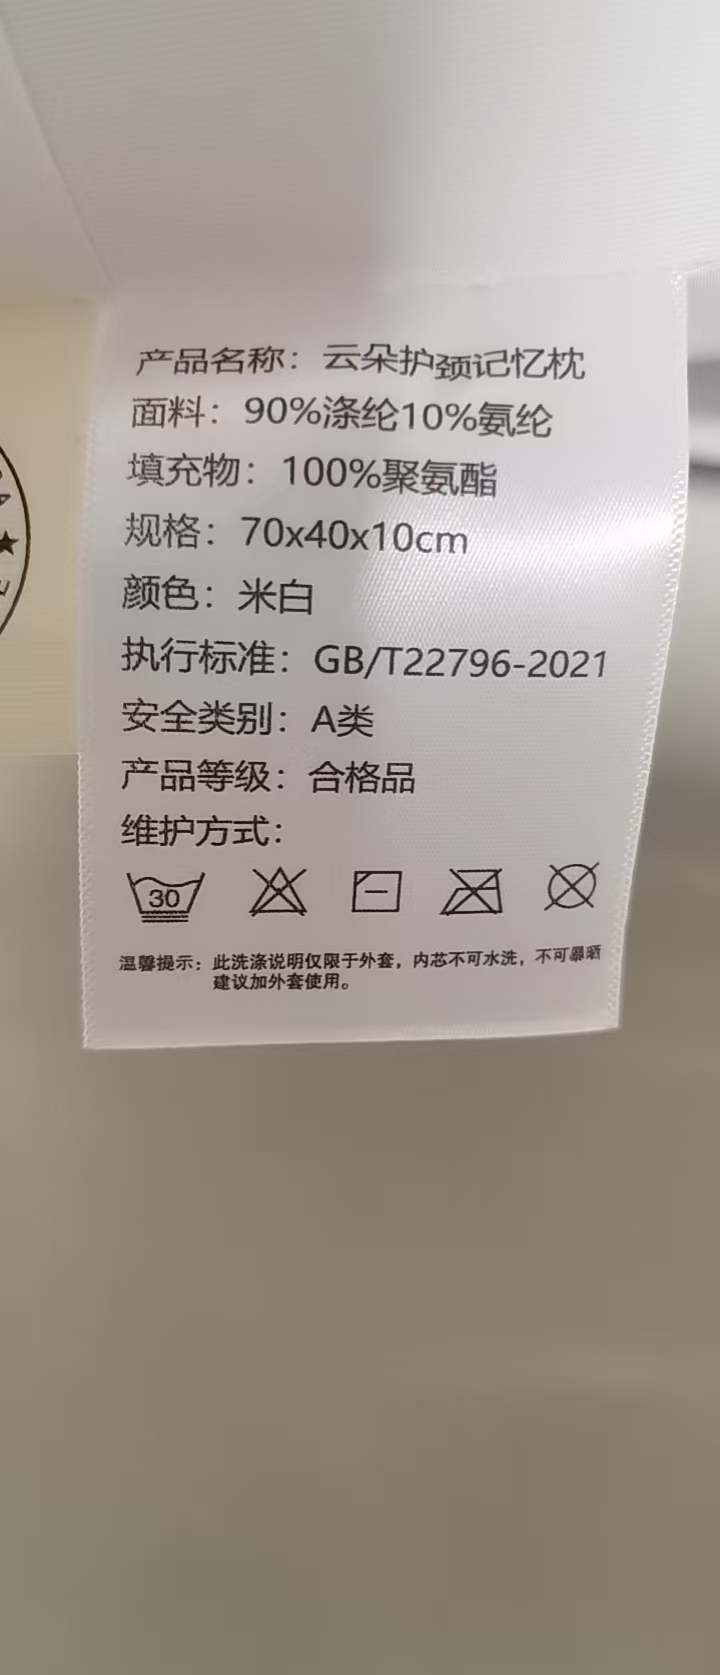 产品名称：云朵护颈记忆枕
面料：90%涤纶10%氨纶
填充物：100%聚氨酯
规格：70x40x10cm
颜色：米白
执行标准：GB/T22796-2021
安全类别：A类
产品等级：合格品
维护方式：
30
温馨提示：此洗涤说明仅限于外套，内芯不可水洗，不可暴晒
建议加外套使用。